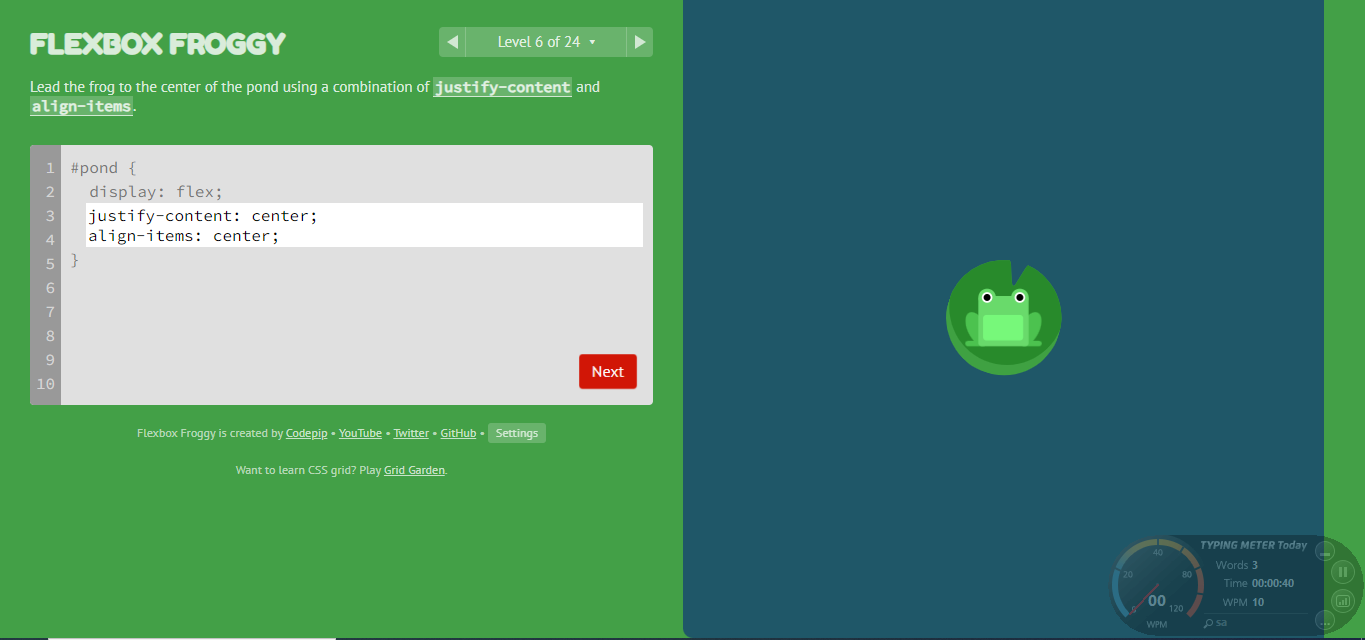 FLEXBOX FROGGY
◀ Level 6 of 24 ▼ ▶
Lead the frog to the center of the pond using a combination of justify-content and
align-items.
1 #pond {
2 display: flex;
3 justify-content: center;
4 align-items: center;
5 }
6
7
8
9
10
Next
Flexbox Froggy is created by Codepip • YouTube • Twitter • GitHub • Settings
Want to learn CSS grid? Play Grid Garden.
TYPING METER Today
Words 3
Time 00:00:40
WPM 10
sa
0 20 40 80 120
00
WPM